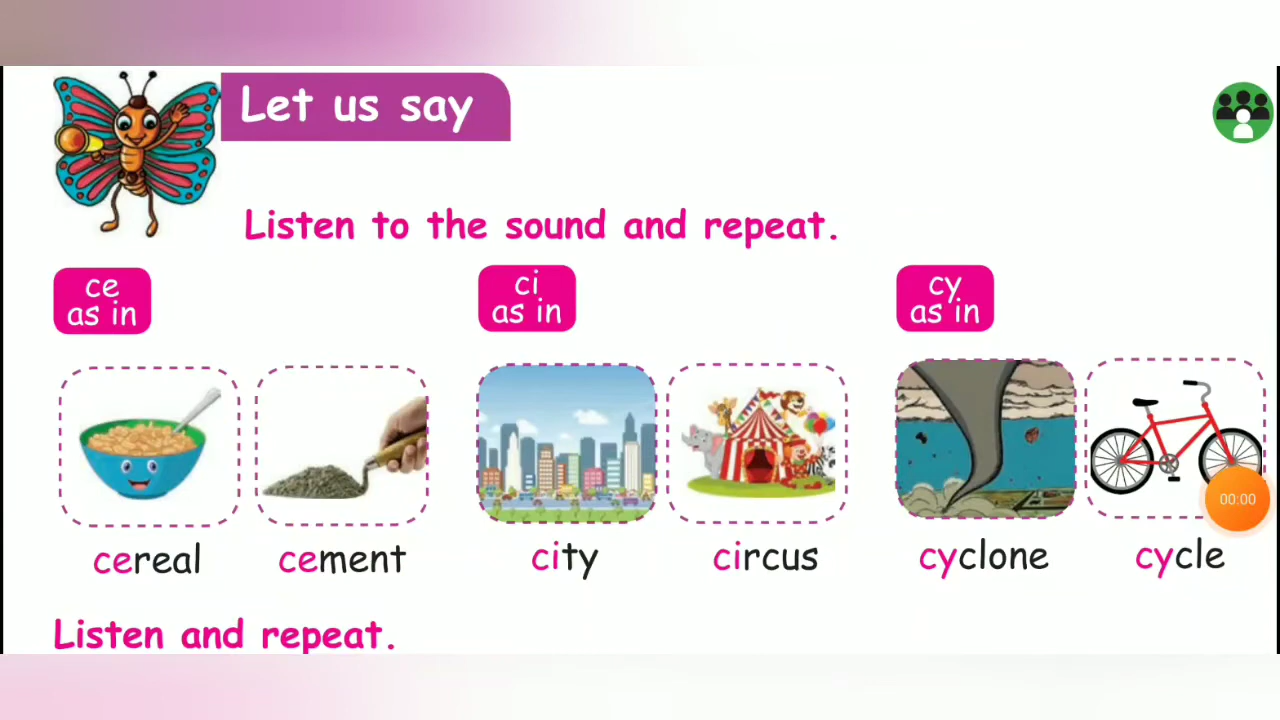 Let us say
Listen to the sound and repeat.
ce
as in
ci
as in
cy
as in
cereal
cement
city
circus
cyclone
cycle
00:00
Listen and repeat.